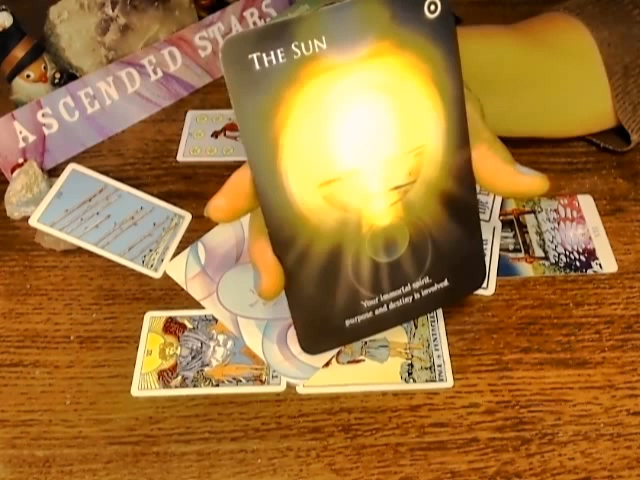 ASCENDED STARS
THE SUN
Your immortal spirit,
purpose and destiny is involved.